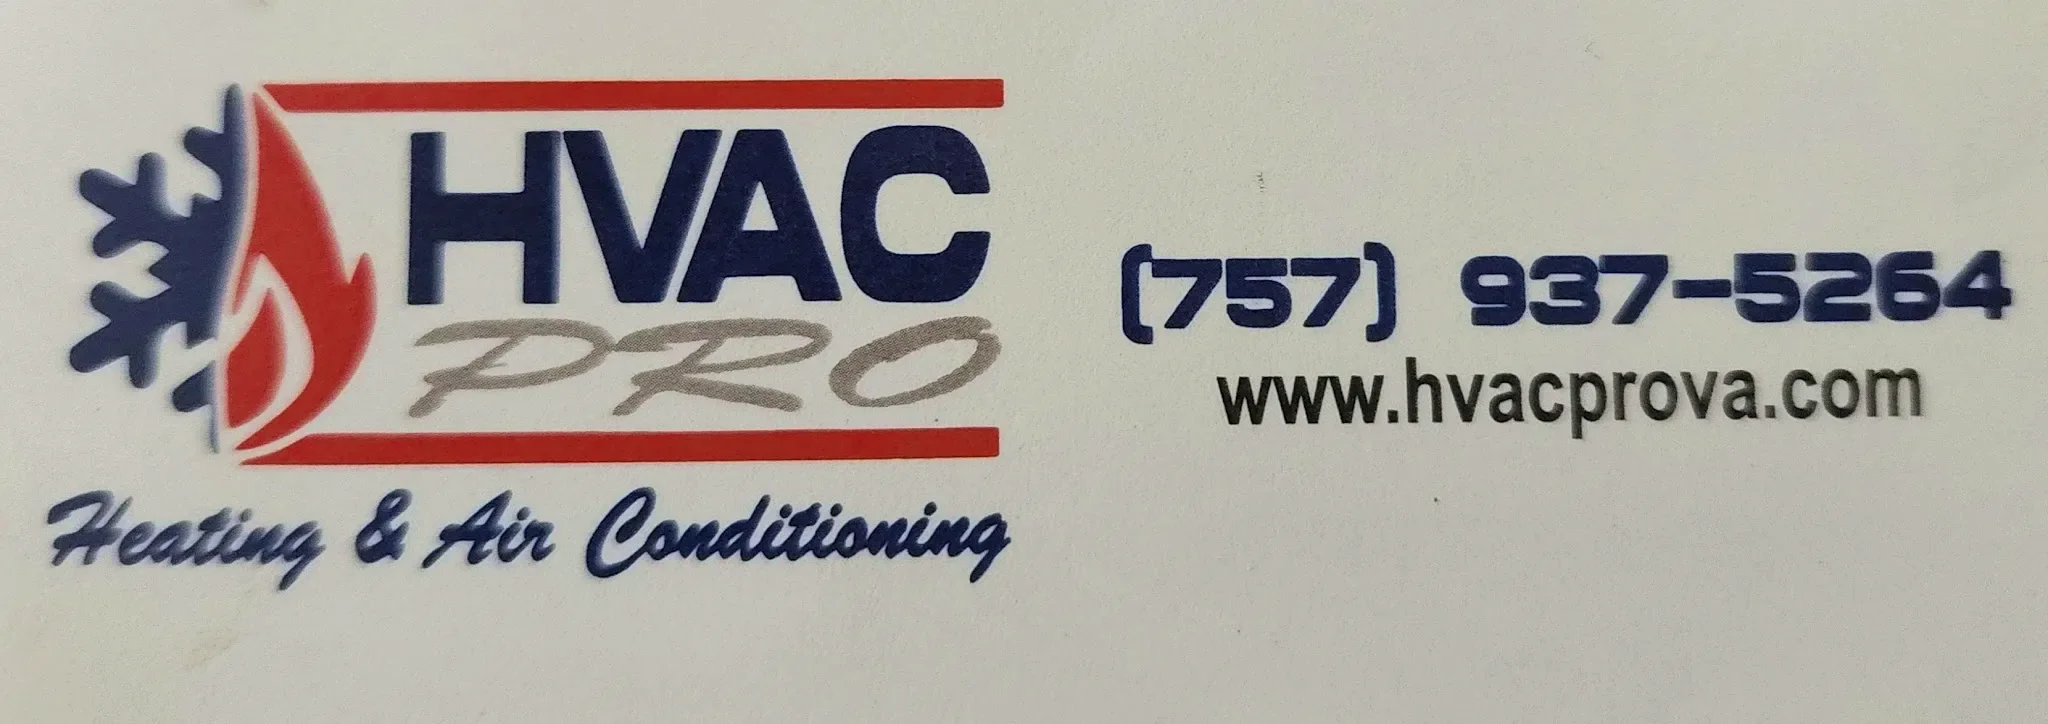 HVAC
PRO
Heating & Air Conditioning
(757) 937-5264
www.hvacprova.com